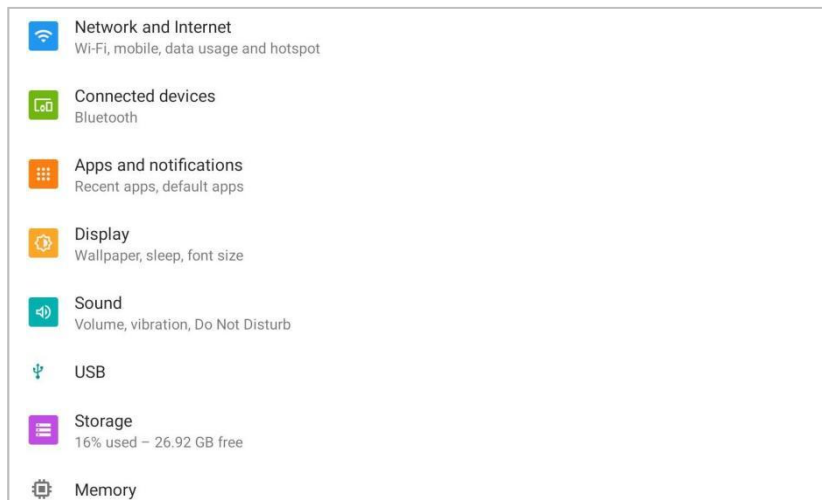 Network and Internet
Wi-Fi, mobile, data usage and hotspot
Connected devices
Bluetooth
Apps and notifications
Recent apps, default apps
Display
Wallpaper, sleep, font size
Sound
Volume, vibration, Do Not Disturb
USB
Storage
16% used – 26.92 GB free
Memory